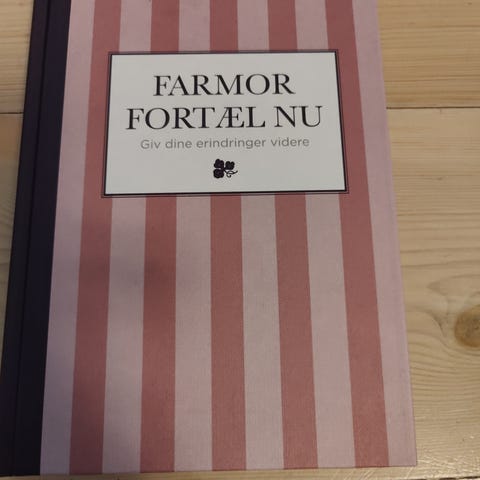 FARMOR
FORTÆL NU
Giv dine erindringer videre